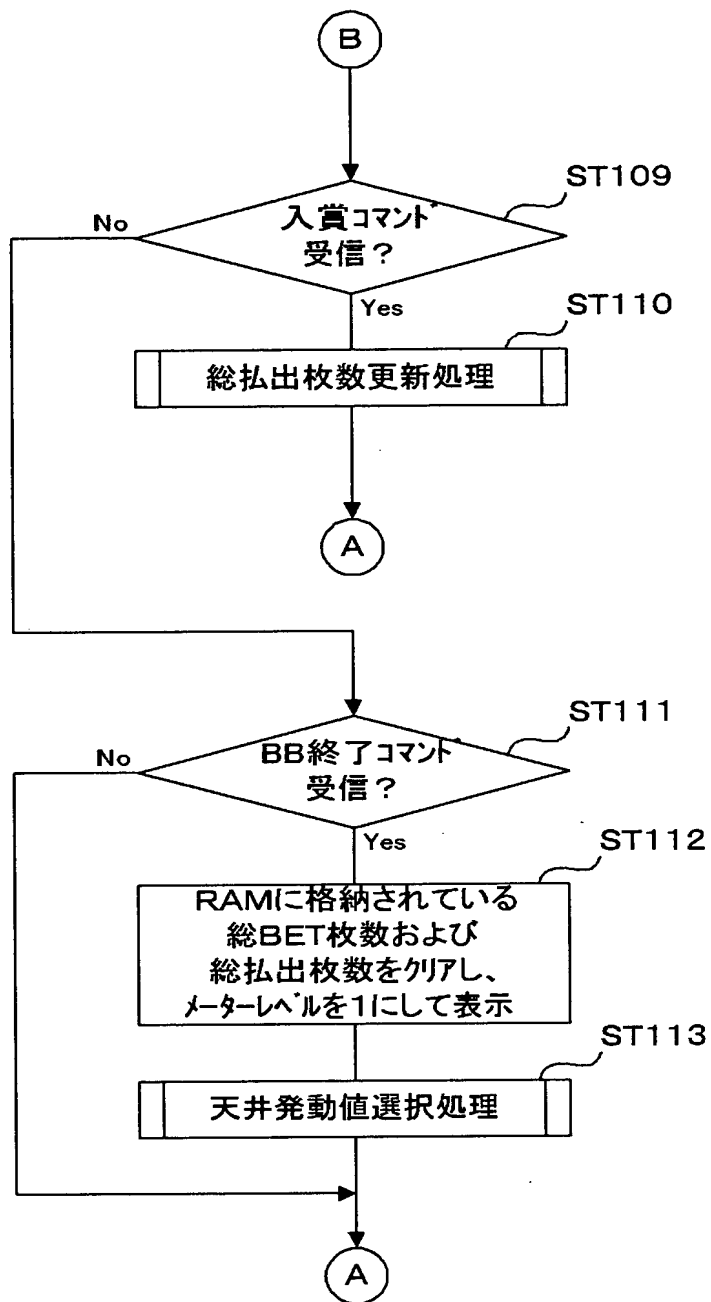 B
ST109
No
入賞コマンド
受信？
Yes
ST110
総払出枚数更新処理
A
ST111
No
BB終了コマンド
受信？
Yes
ST112
RAMに格納されている
総BET枚数および
総払出枚数をクリアし、
メーターレベルを1にして表示
ST113
天井発動値選択処理
A